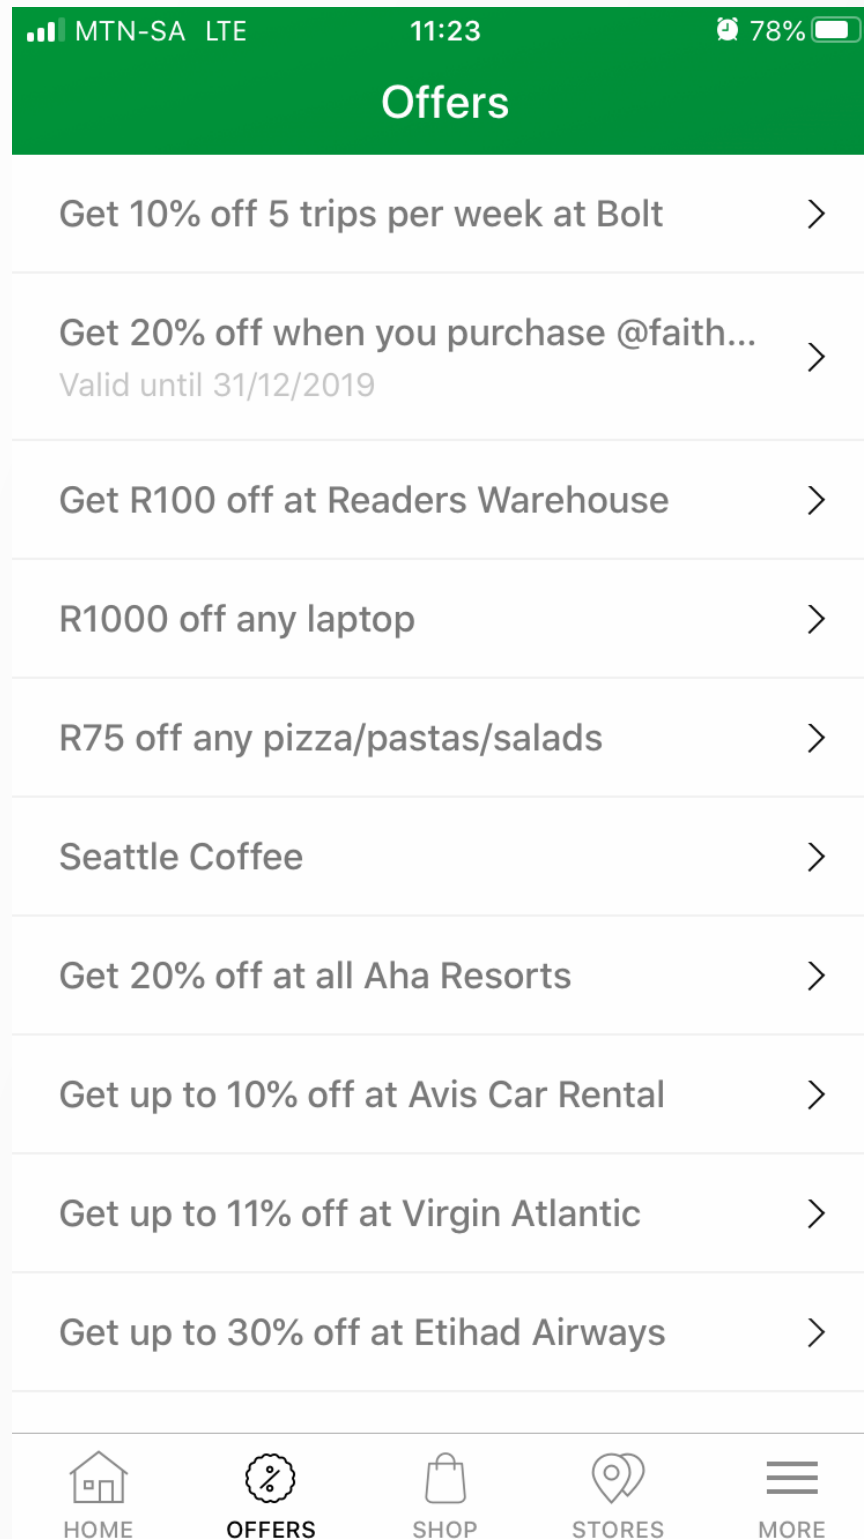 MTN-SA LTE 11:23 78%
Offers
Get 10% off 5 trips per week at Bolt
Get 20% off when you purchase @faith...
Valid until 31/12/2019
Get R100 off at Readers Warehouse
R1000 off any laptop
R75 off any pizza/pastas/salads
Seattle Coffee
Get 20% off at all Aha Resorts
Get up to 10% off at Avis Car Rental
Get up to 11% off at Virgin Atlantic
Get up to 30% off at Etihad Airways
HOME OFFERS SHOP STORES MORE